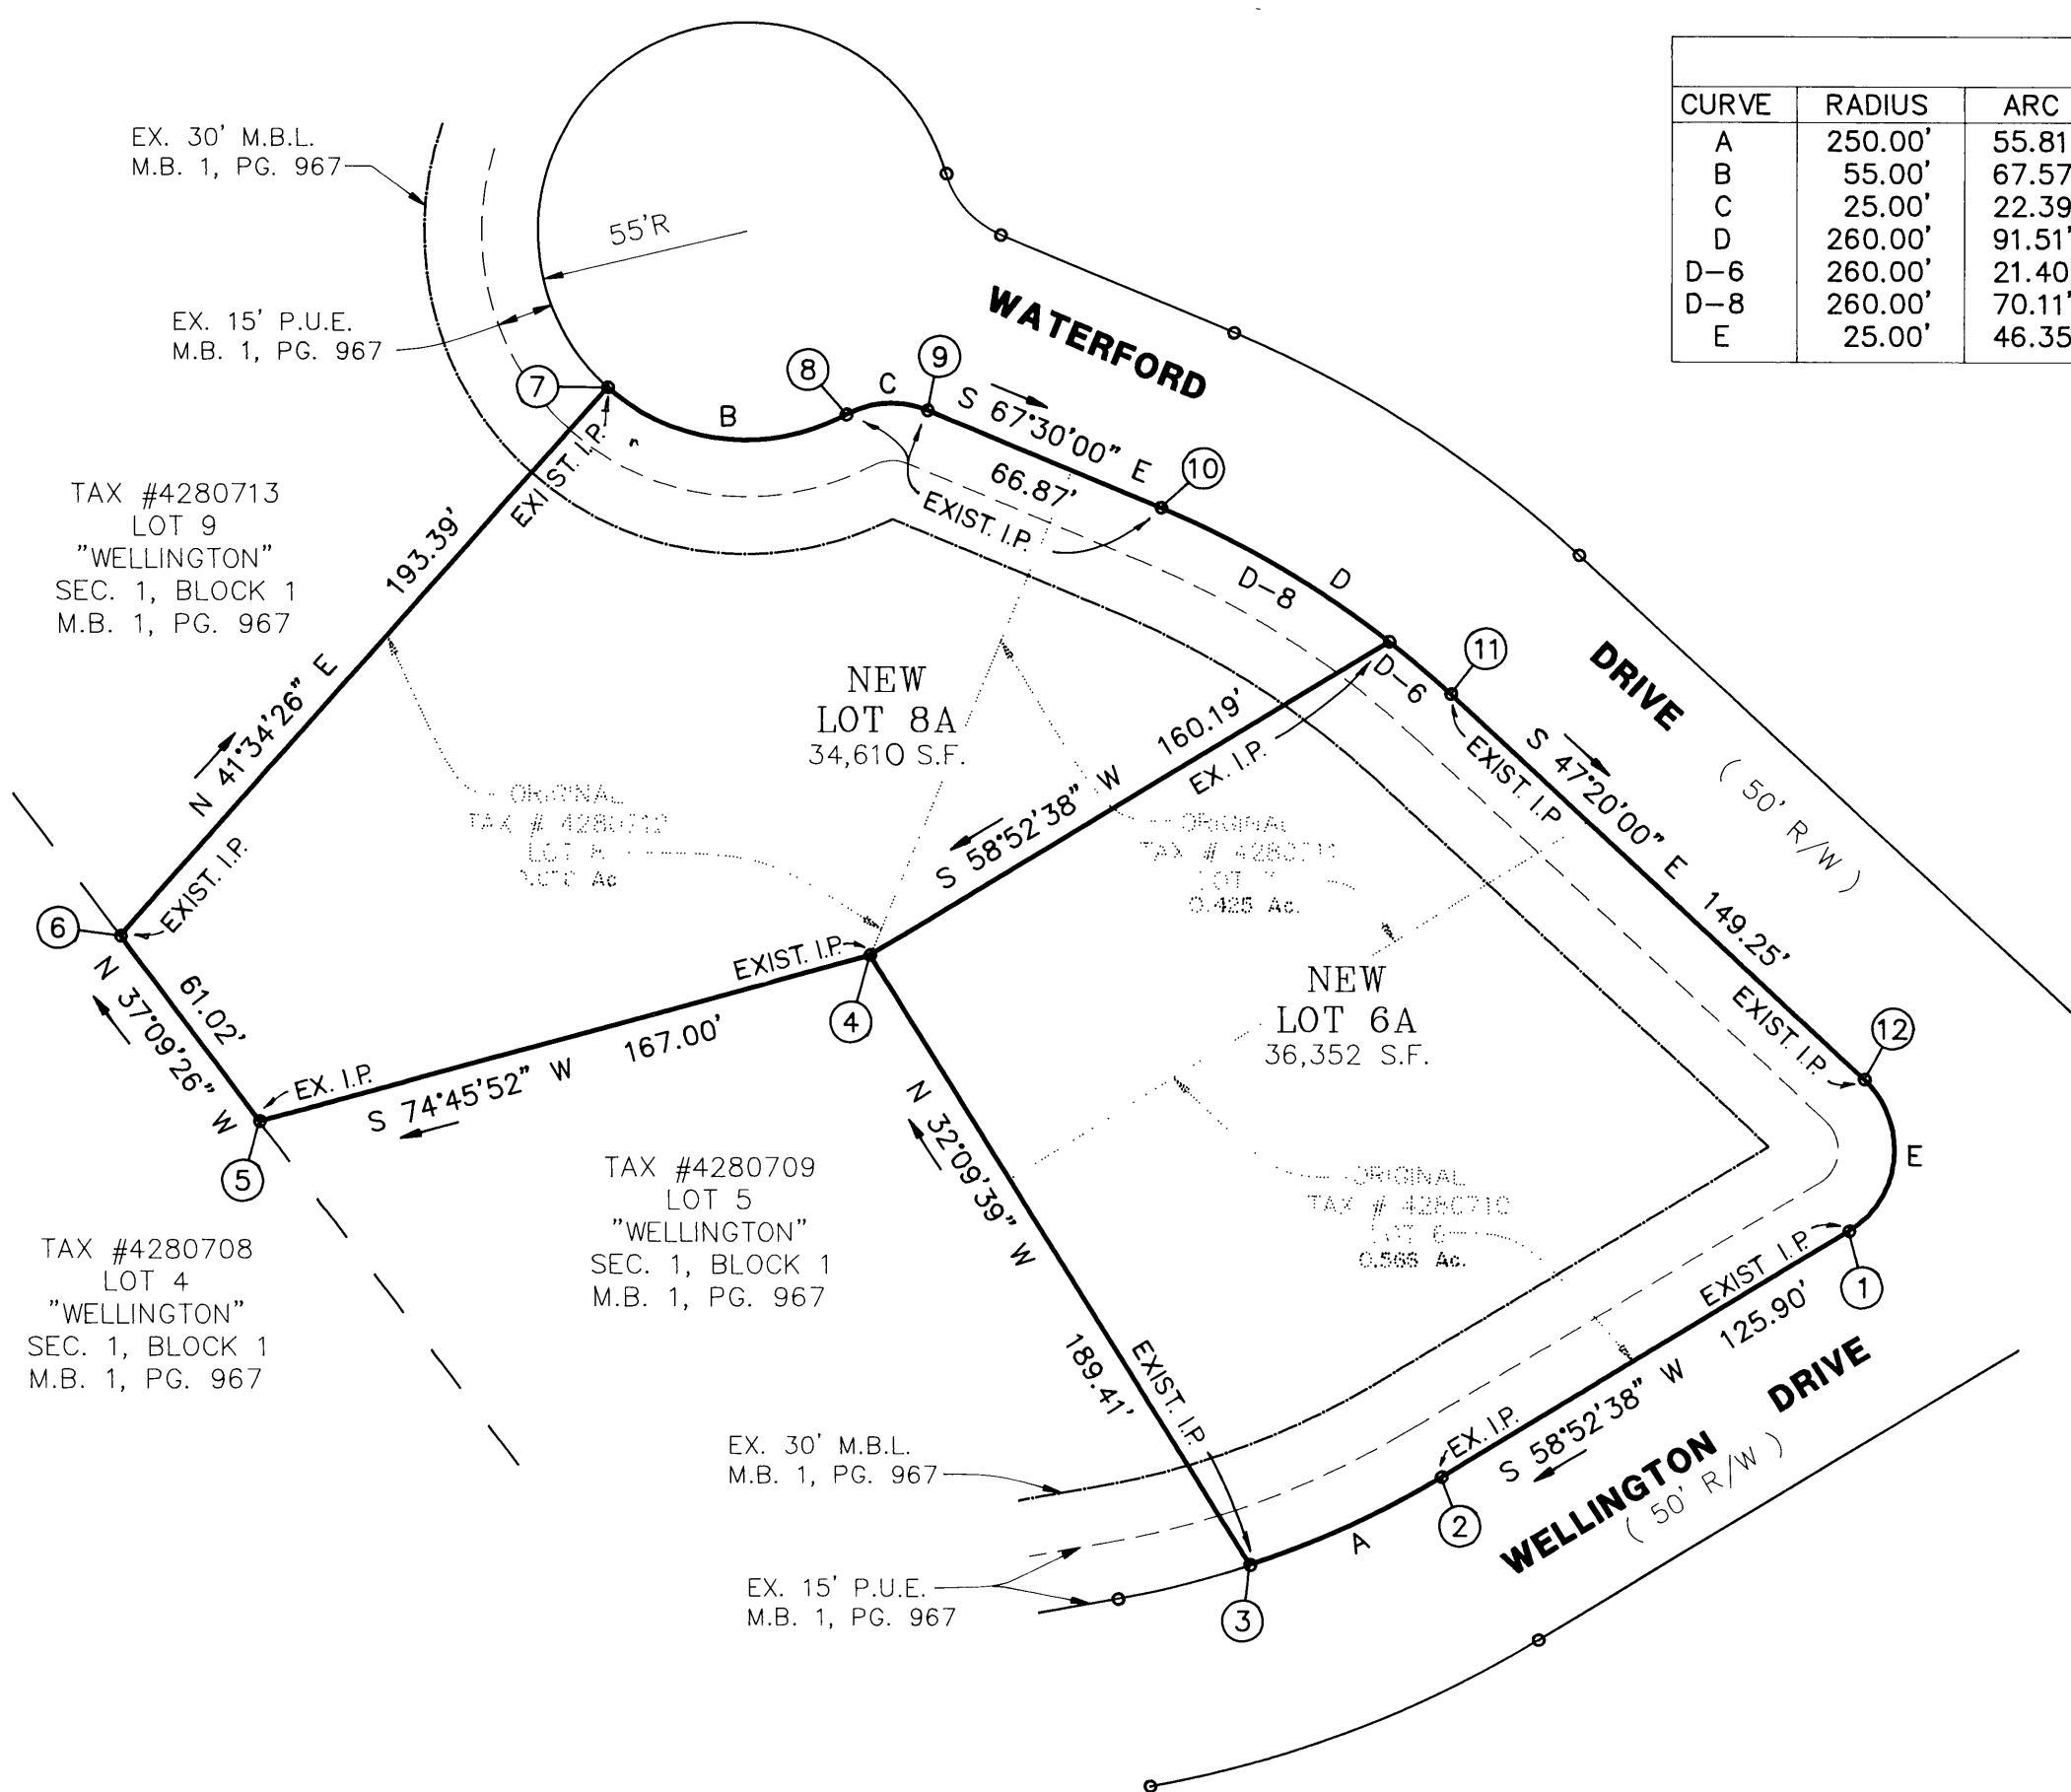 CURVE RADIUS ARC
A 250.00' 55.81
B 55.00' 67.57
C 25.00' 22.39
D 260.00' 91.51'
D-6 260.00' 21.40
D-8 260.00' 70.11'
E 25.00' 46.35
EX. 30' M.B.L.
M.B. 1, PG. 967
55'R
EX. 15' P.U.E.
M.B. 1, PG. 967
WATERFORD
DRIVE
( 50' R/W )
7
8
9
10
11
12
B
C
S 67°30'00" E
66.87'
EXIST. I.P.
EXIST. I.P.
D
D-8
D-6
TAX #4280713
LOT 9
"WELLINGTON"
SEC. 1, BLOCK 1
M.B. 1, PG. 967
193.39'
N 41°34'26" E
EXIST. I.P.
NEW
LOT 8A
34,610 S.F.
160.19'
S 58°52'38" W
EX. I.P.
EXIST. I.P.
S 47°20'00" E
149.25'
EXIST. I.P.
ORIGINAL
TAX #
ORIGINAL
TAX #
0.425 Ac.
6
61.02'
N 37°09'26" W
EXIST. I.P.
4
EX. I.P.
167.00'
S 74°45'52" W
5
NEW
LOT 6A
36,352 S.F.
N 32°09'39" W
189.41'
EXIST. I.P.
E
TAX #4280709
LOT 5
"WELLINGTON"
SEC. 1, BLOCK 1
M.B. 1, PG. 967
ORIGINAL
TAX # 4280710
LOT 6
Ac.
TAX #4280708
LOT 4
"WELLINGTON"
SEC. 1, BLOCK 1
M.B. 1, PG. 967
EXIST I.P.
1
125.90'
S 58°52'38" W
EX. I.P.
2
A
3
WELLINGTON DRIVE
( 50' R/W )
EX. 30' M.B.L.
M.B. 1, PG. 967
EX. 15' P.U.E.
M.B. 1, PG. 967